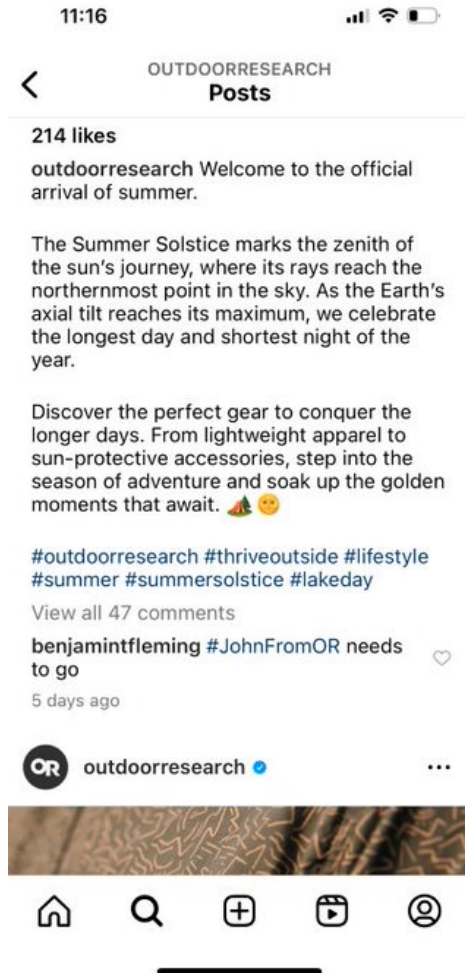 11:16
OUTDOORRESEARCH
Posts
214 likes
outdoorresearch Welcome to the official
arrival of summer.
The Summer Solstice marks the zenith of
the sun's journey, where its rays reach the
northernmost point in the sky. As the Earth's
axial tilt reaches its maximum, we celebrate
the longest day and shortest night of the
year.
Discover the perfect gear to conquer the
longer days. From lightweight apparel to
sun-protective accessories, step into the
season of adventure and soak up the golden
moments that await. 🏕️🌞
#outdoorresearch #thriveoutside #lifestyle
#summer #summersolstice #lakeday
View all 47 comments
benjamintfleming #JohnFromOR needs
to go
5 days ago
OR outdoorresearch